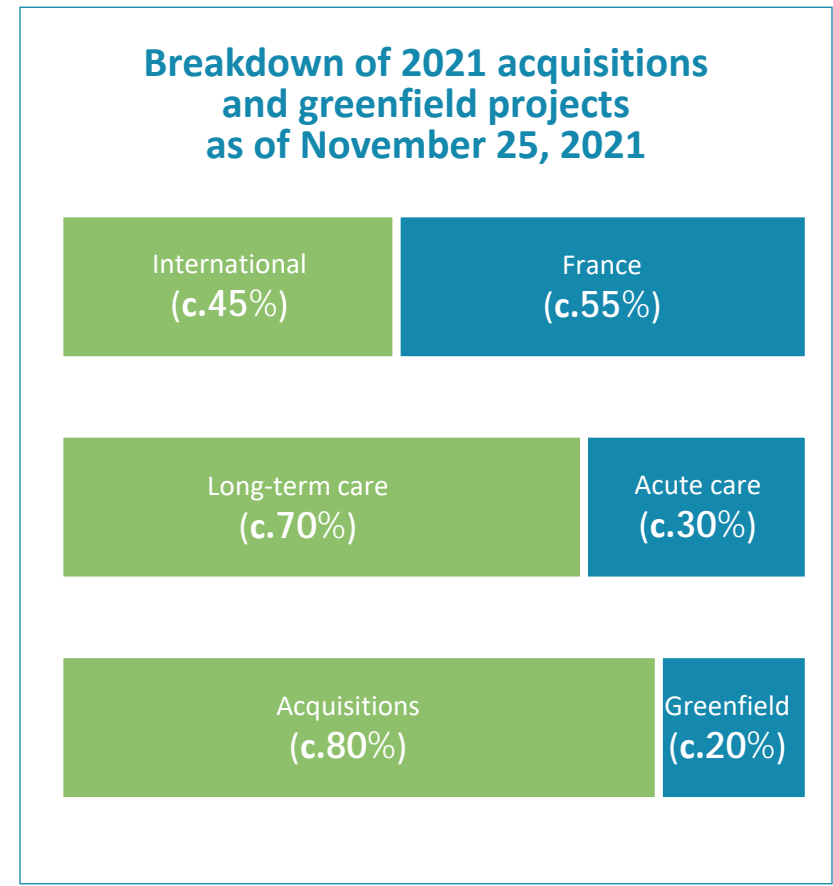 Breakdown of 2021 acquisitions
and greenfield projects
as of November 25, 2021
International
(c.45%)
France
(c.55%)
Long-term care
(c.70%)
Acute care
(c.30%)
Acquisitions
(c.80%)
Greenfield
(c.20%)